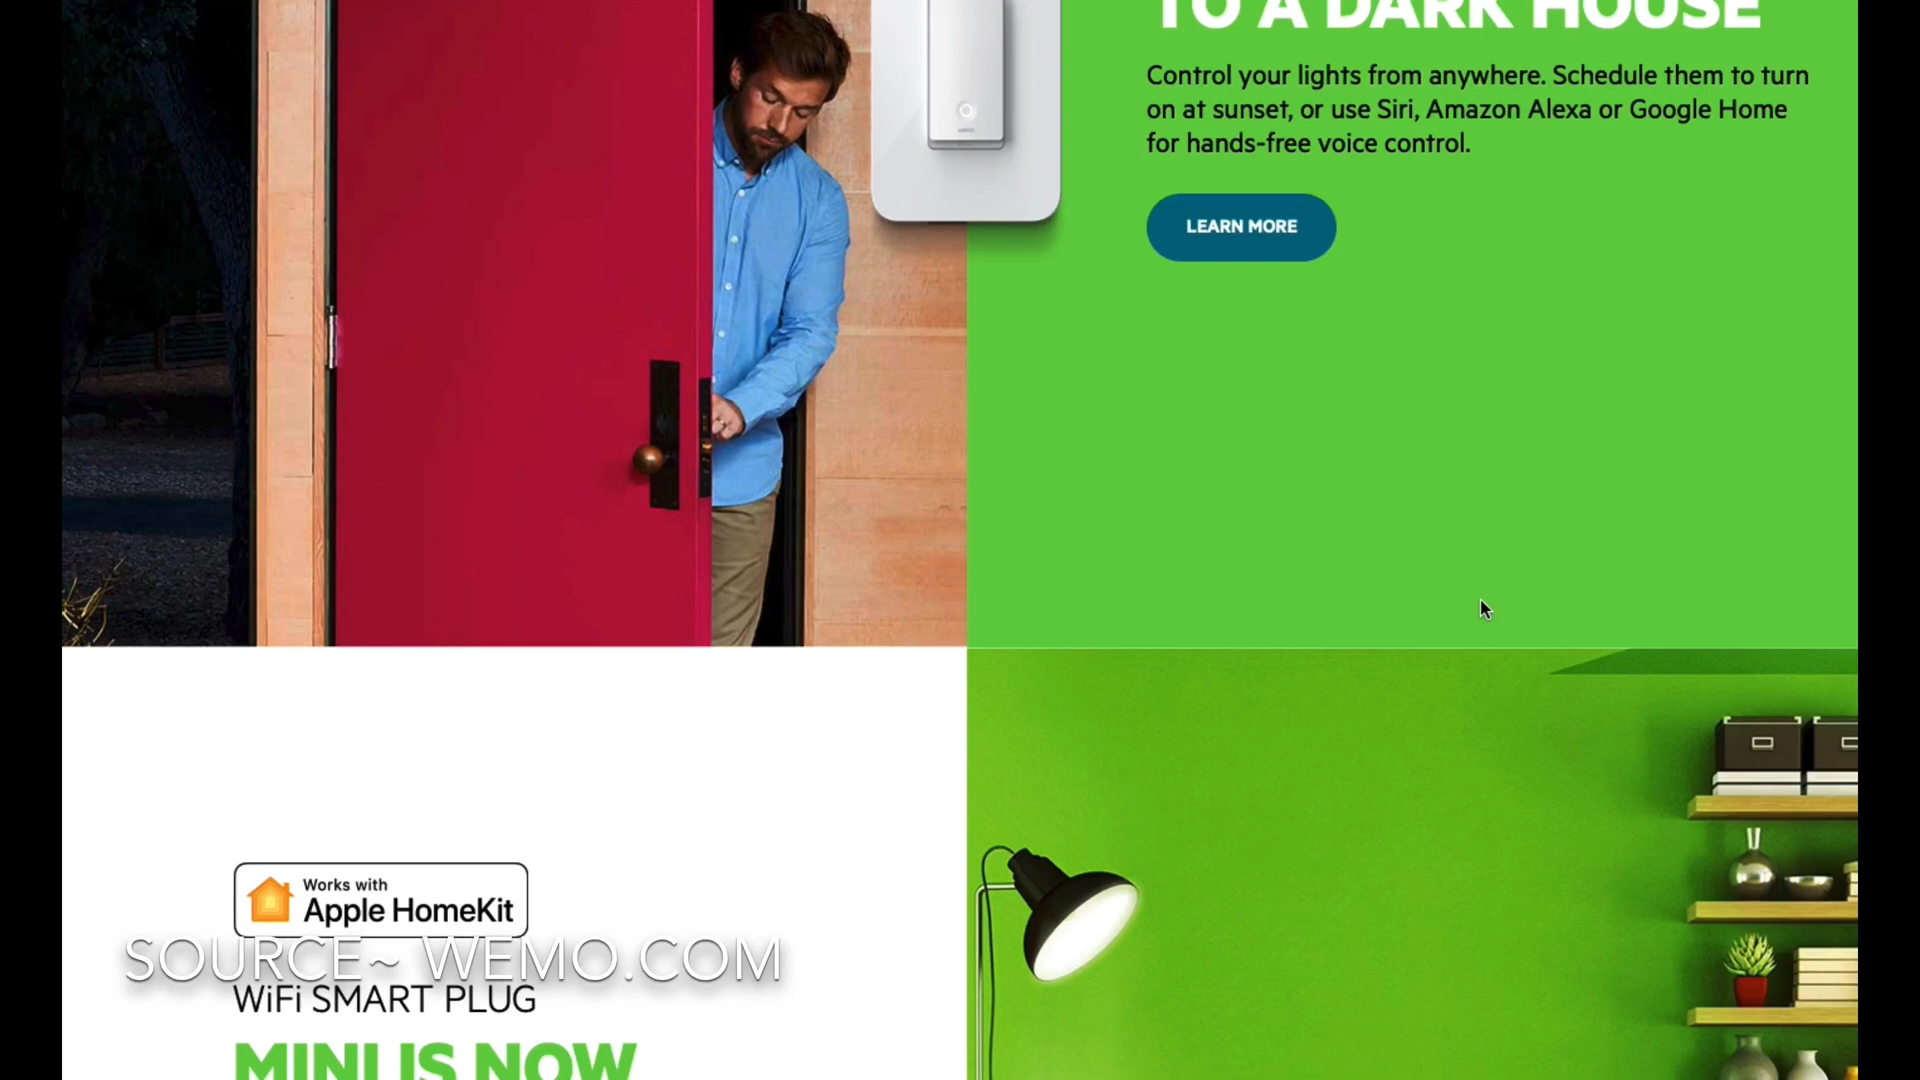 TO A DARK HOUSE
Control your lights from anywhere. Schedule them to turn
on at sunset, or use Siri, Amazon Alexa or Google Home
for hands-free voice control.
LEARN MORE
Works with
Apple HomeKit
SOURCE~ WEMO.COM
WiFi SMART PLUG
MINI IS NOW